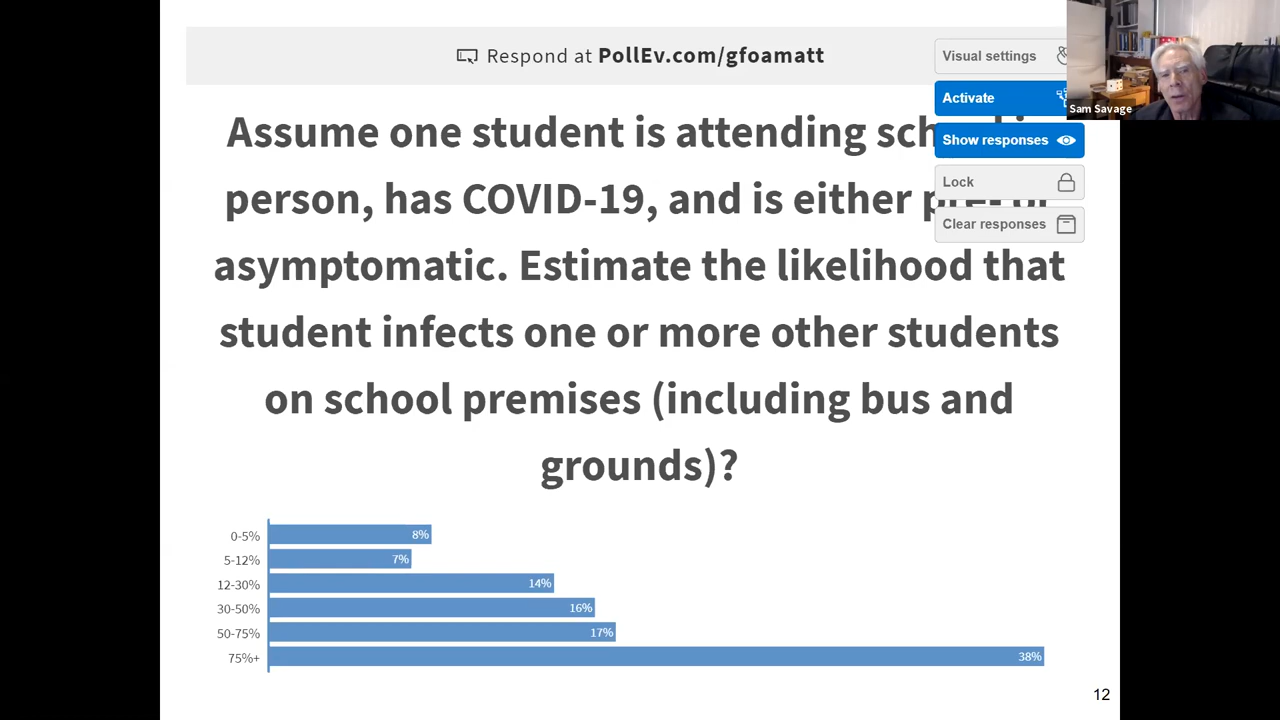 Respond at PollEv.com/gfoamatt
Visual settings
Activate
Sam Savage
Show responses
Lock
Clear responses
Assume one student is attending
person, has COVID-19, and is either
asymptomatic. Estimate the likelihood that
student infects one or more other students
on school premises (including bus and
grounds)?
0-5% 8%
5-12% 7%
12-30% 14%
30-50% 16%
50-75% 17%
75%+ 38%
12